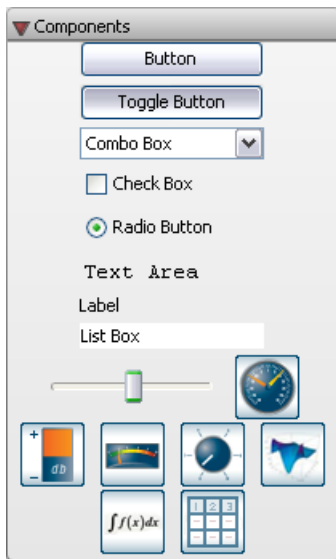 Components
Button
Toggle Button
Combo Box
Check Box
Radio Button
Text Area
Label
List Box
+
db
−
∫f(x)dx
1 2 3